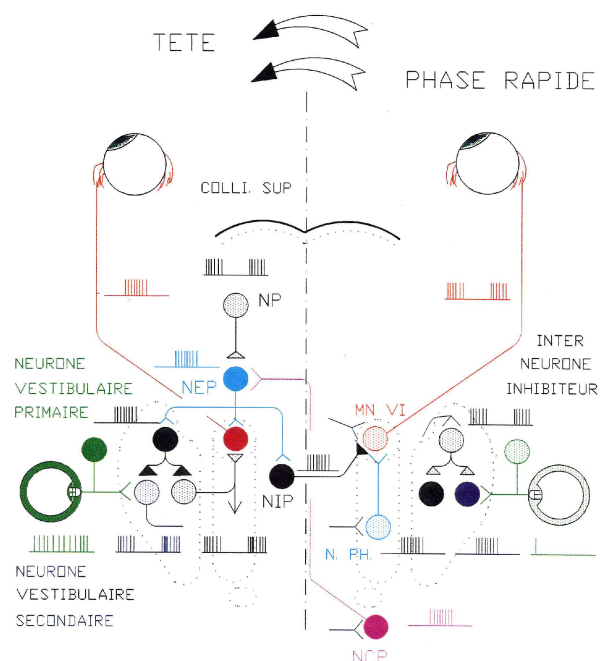 TETE
PHASE RAPIDE
COLLI. SUP
NP
NEURONE
VESTIBULAIRE
PRIMAIRE
NEP
INTER
NEURONE
INHIBITEUR
MN VI
NIP
N. P.H.
NEURONE
VESTIBULAIRE
SECONDAIRE
NCP